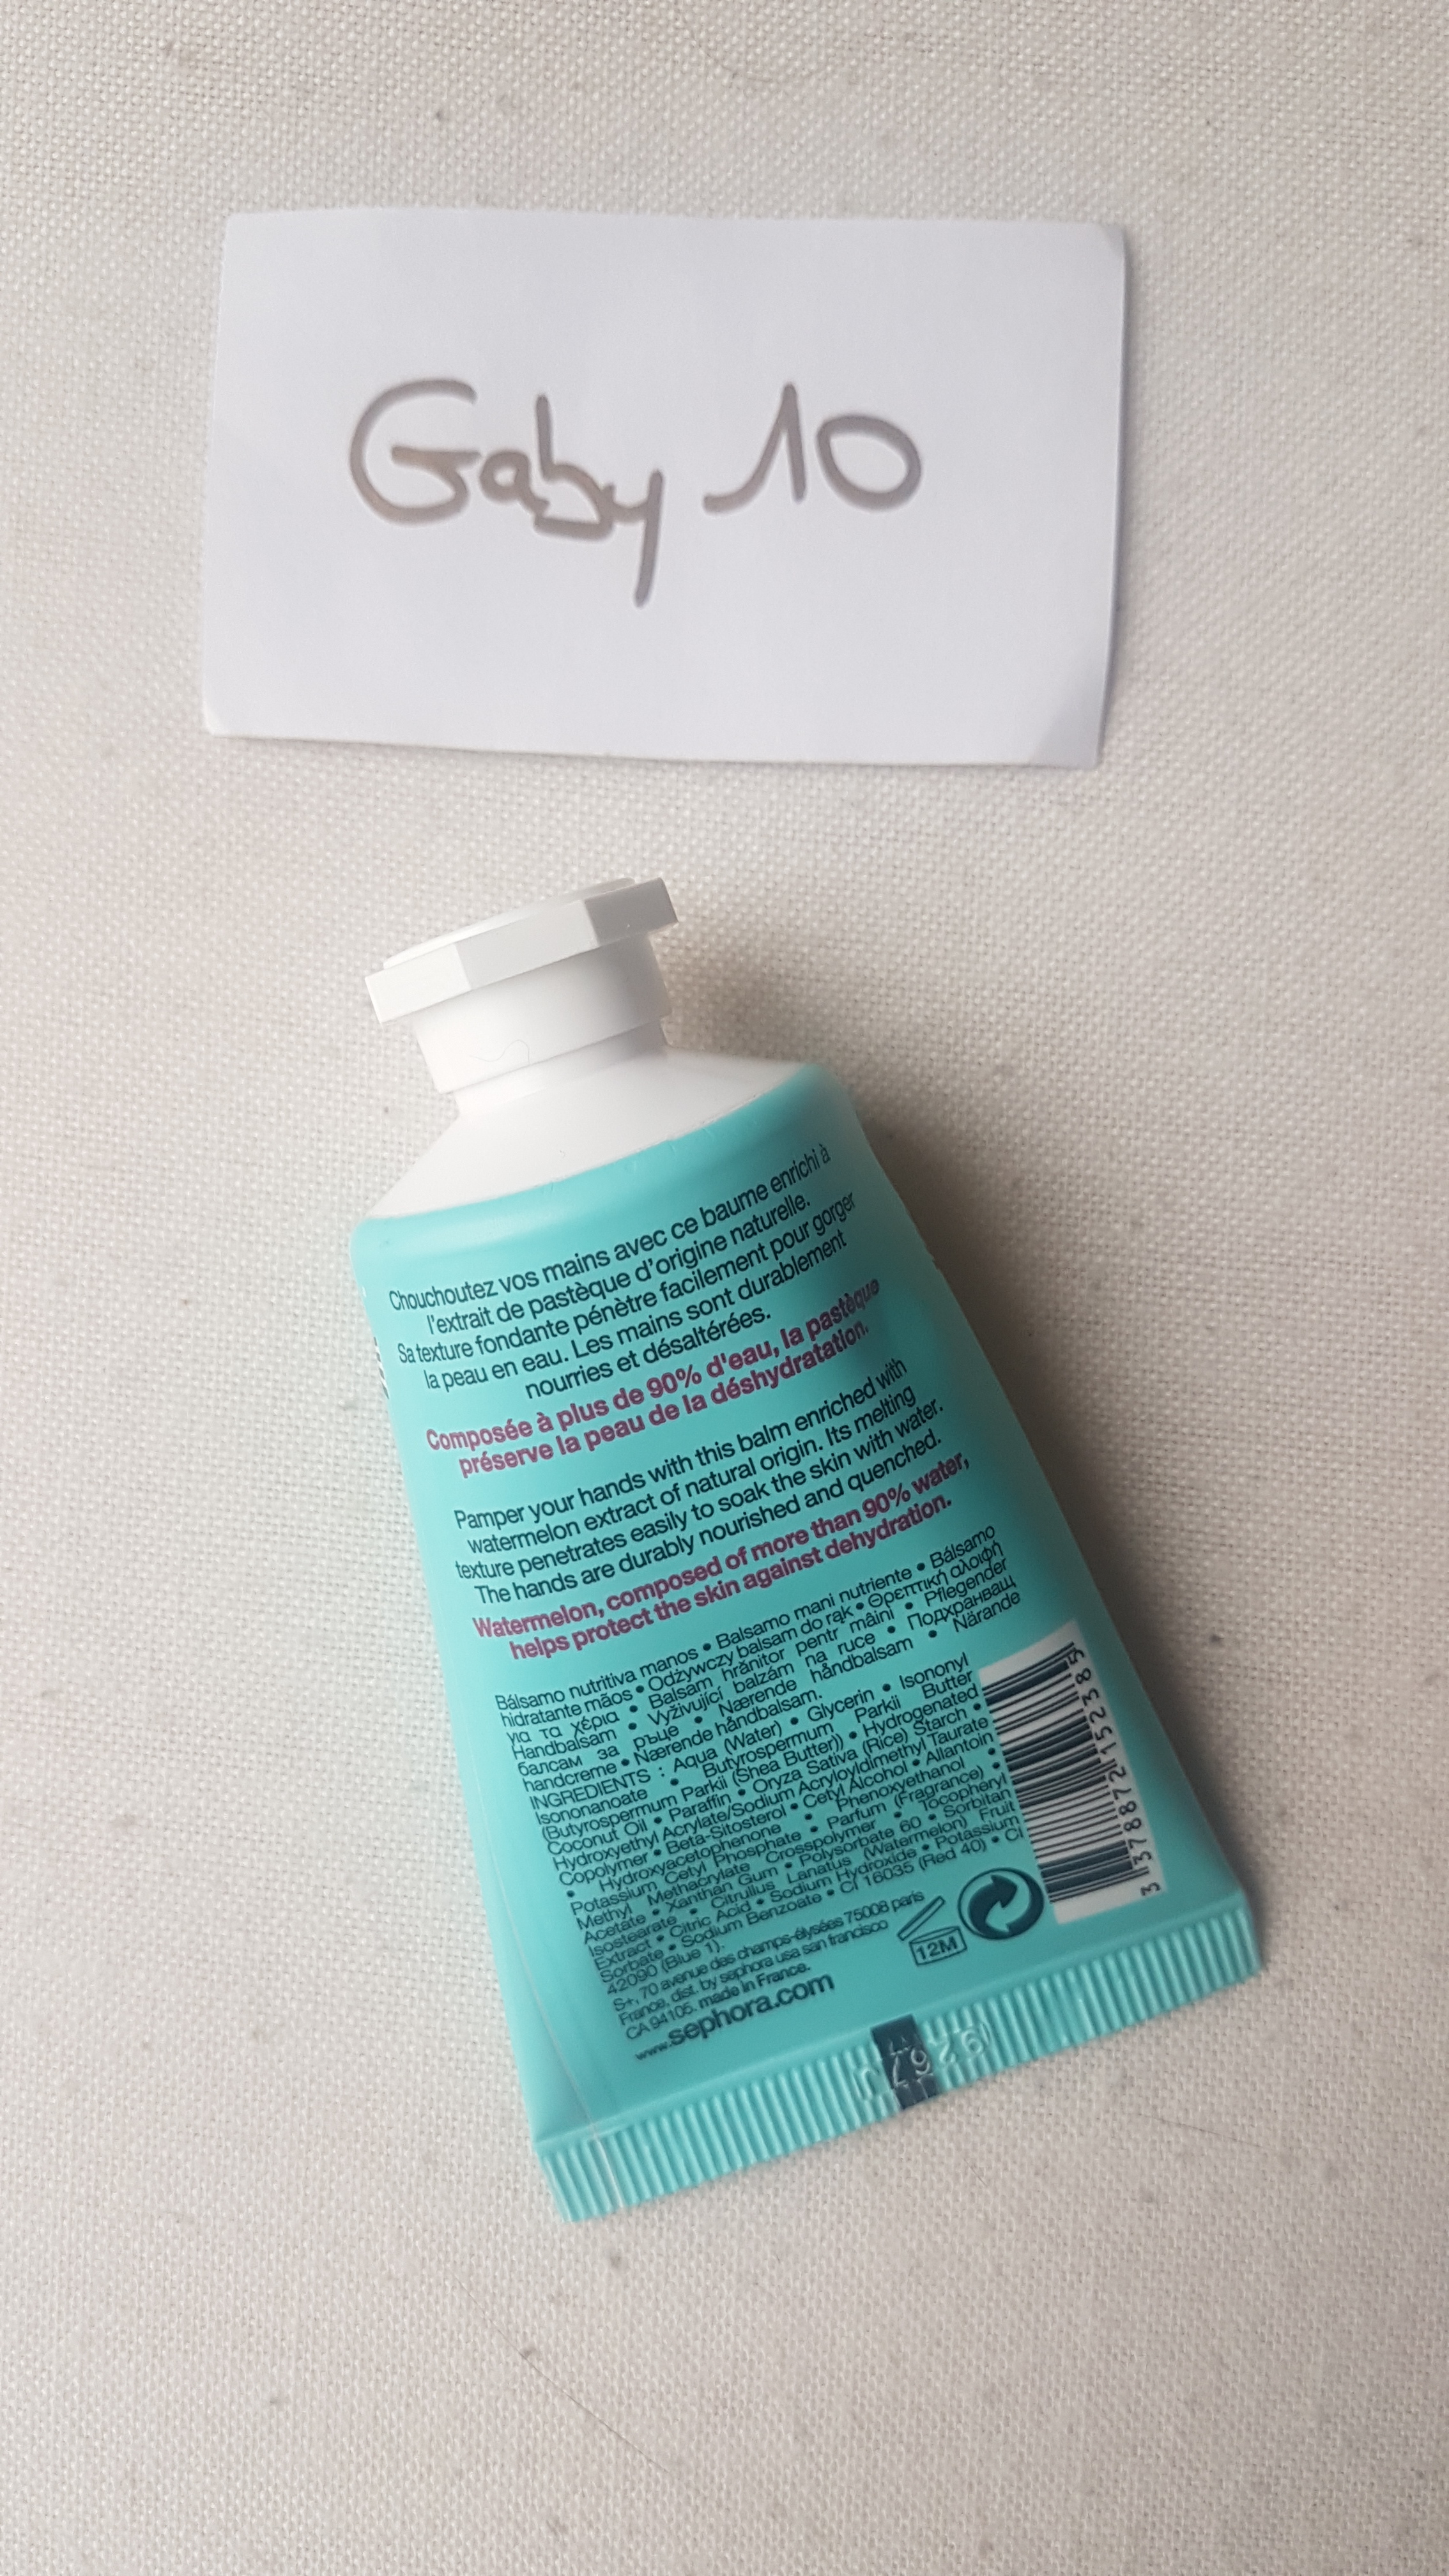 Gaby 10
Chouchoutez vos mains avec ce baume enrichi à
l'extrait de pastèque d'origine naturelle.
Sa texture fondante pénètre facilement pour gorger
la peau en eau. Les mains sont durablement
nourries et désaltérées.
Composée à plus de 90% d'eau, la pastèque
préserve la peau de la déshydratation.
Pamper your hands with this balm enriched with
watermelon extract of natural origin. Its melting
texture penetrates easily to soak the skin with water.
The hands are durably nourished and quenched.
Watermelon, composed of more than 90% water,
helps protect the skin against dehydration.
Bálsamo nutritiva manos • Balsamo mani nutriente • Bálsamo
hidratante mãos • Odżywczy balsam do rąk • Θρεπτική αλοιφή
για τα χέρια • Balsam hrănitor pentr mâini • Pflegender
Handbalsam • Vyživující balzám na ruce • Подхранващ
балсам за ръце • Nærende håndbalsam • Närande
handcreme • Nærende håndbalsam.
INGREDIENTS : Aqua (Water) • Glycerin • Isononyl
Isononanoate • Butyrospermum Parkii Butter
(Butyrospermum Parkii (Shea Butter)) • Hydrogenated
Coconut Oil • Paraffin • Oryza Sativa (Rice) Starch •
Hydroxyethyl Acrylate/Sodium Acryloyldimethyl Taurate
Copolymer • Beta-Sitosterol • Cetyl Alcohol • Allantoin
• Hydroxyacetophenone • Phenoxyethanol •
Potassium Cetyl Phosphate • Parfum (Fragrance) •
Methyl Methacrylate Crosspolymer • Tocopheryl
Acetate • Xanthan Gum • Polysorbate 60 • Sorbitan
Isostearate • Citrullus Lanatus (Watermelon) Fruit
Extract • Citric Acid • Sodium Hydroxide • Potassium
Sorbate • Sodium Benzoate • CI 16035 (Red 40) • CI
42090 (Blue 1).
S+, 70 avenue des champs-élysées 75008 paris
France, dist. by sephora usa san francisco
CA 94105. made in France.
www.sephora.com
12M
3 378872 152385